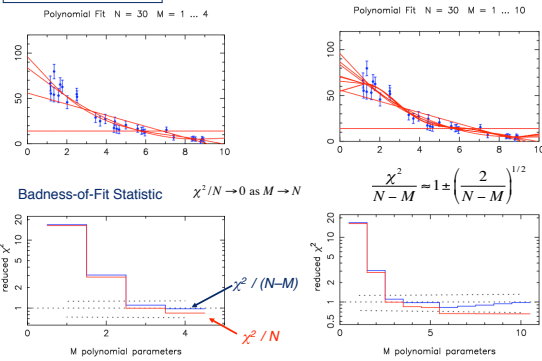 Polynomial Fit N = 30 M = 1 ... 4
100
50
0
0 2 4 6 8 10
Polynomial Fit N = 30 M = 1 ... 10
100
50
0
0 2 4 6 8 10
Badness-of-Fit Statistic
χ²/N → 0 as M → N
χ²/(N−M) ≈ 1 ± (2/(N−M))^1/2
reduced χ²
20
10
5
2
1
0.5
0 2 4
M polynomial parameters
χ² / (N–M)
χ² / N
reduced χ²
20
10
5
2
1
0.5
0 5 10
M polynomial parameters